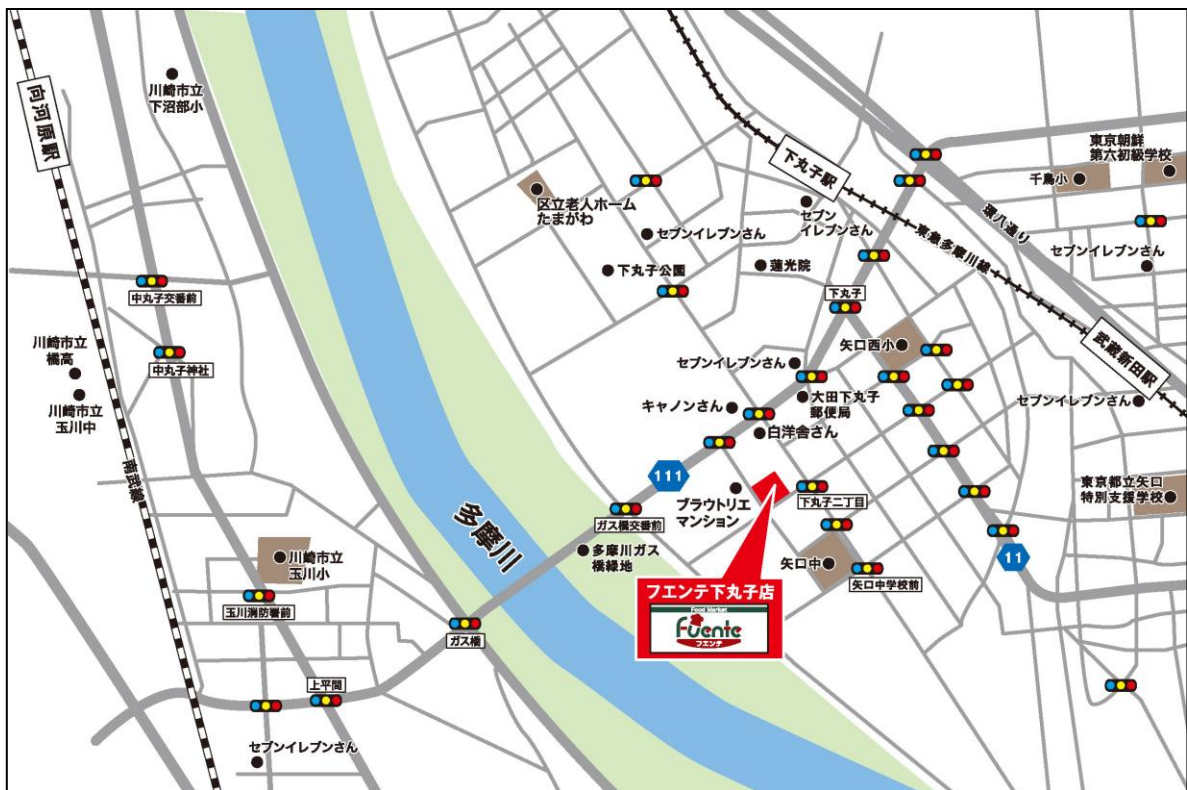 向河原駅
川崎市立
下沼部小
中丸子交番前
川崎市立
橘高
中丸子神社
川崎市立
玉川中
南武線
川崎市立
玉川小
玉川消防署前
上平間
セブンイレブンさん
ガス橋
多摩川
区立老人ホーム
たまがわ
セブンイレブンさん
下丸子公園
セブン
イレブンさん
蓮光院
下丸子駅
東急多摩川線
環八通り
千鳥小
東京朝鮮
第六初級学校
セブンイレブンさん
武蔵新田駅
下丸子
矢口西小
セブンイレブンさん
大田下丸子
郵便局
キヤノンさん
白洋舎さん
111
ガス橋交番前
多摩川ガス
橋緑地
プラウトリエ
マンション
下丸子二丁目
矢口中
矢口中学校前
セブンイレブンさん
東京都立矢口
特別支援学校
11
フエンテ下丸子店
Food Market
Fuente
フエンテ